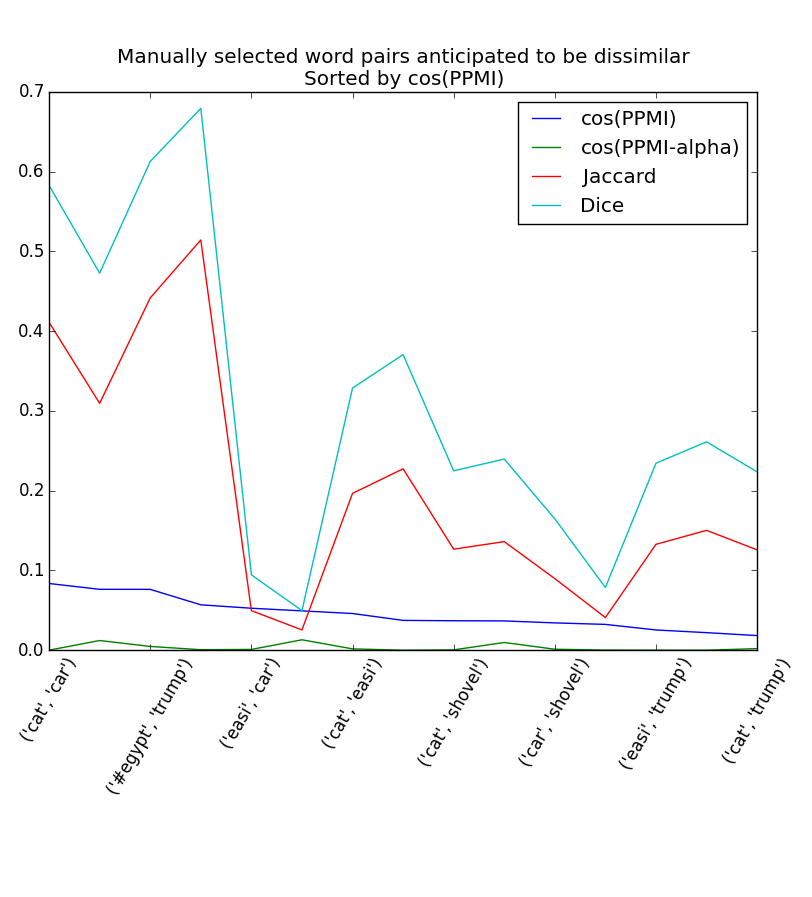 Manually selected word pairs anticipated to be dissimilar
Sorted by cos(PPMI)
0.7
0.6
0.5
0.4
0.3
0.2
0.1
0.0
cos(PPMI)
cos(PPMI-alpha)
Jaccard
Dice
('cat', 'car')
('#egypt', 'trump')
('easi', 'car')
('cat', 'easi')
('cat', 'shovel')
('car', 'shovel')
('easi', 'trump')
('cat', 'trump')